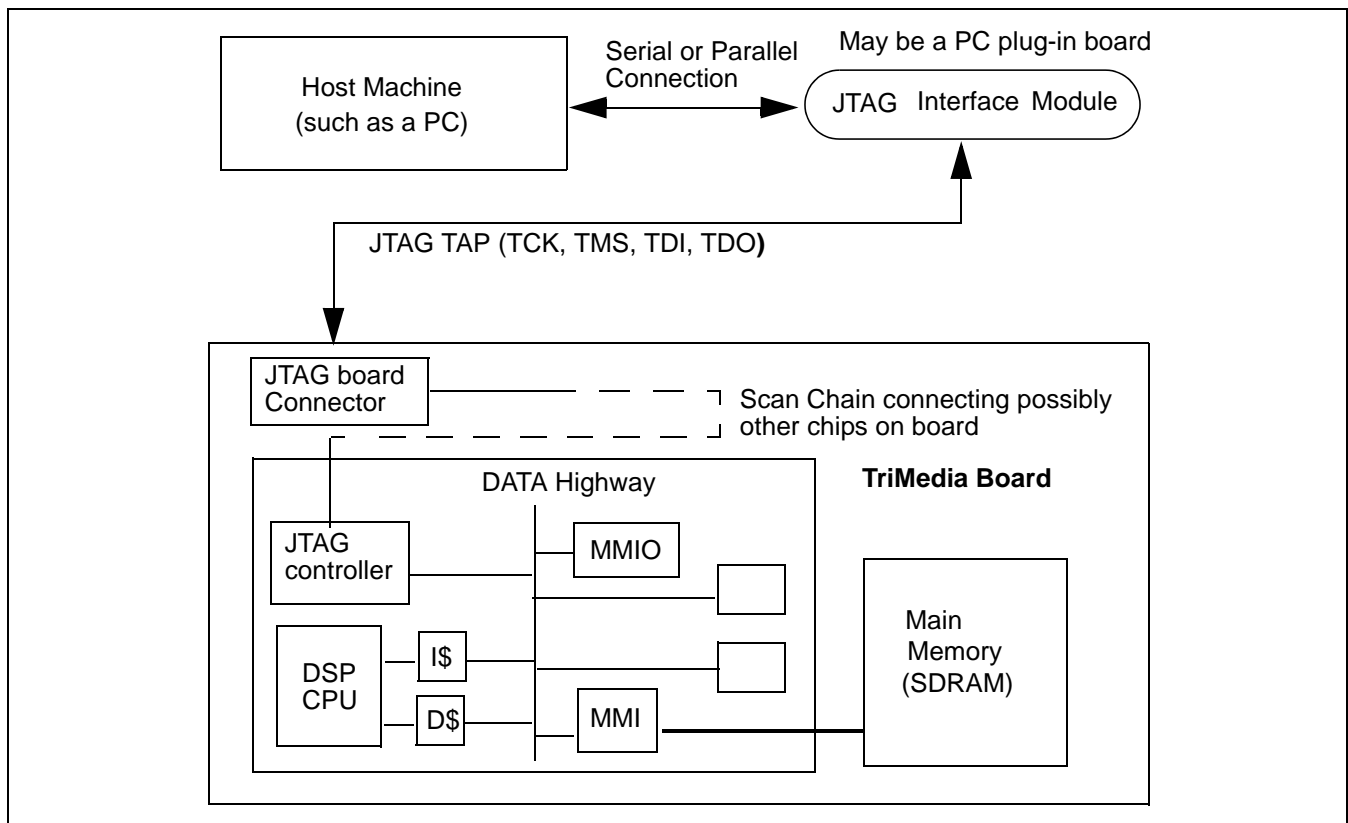 May be a PC plug-in board
Serial or Parallel
Connection
Host Machine
(such as a PC)
JTAG Interface Module
JTAG TAP (TCK, TMS, TDI, TDO)
JTAG board
Connector
Scan Chain connecting possibly
other chips on board
TriMedia Board
DATA Highway
JTAG
controller
MMIO
DSP
CPU
I$
D$
MMI
Main
Memory
(SDRAM)